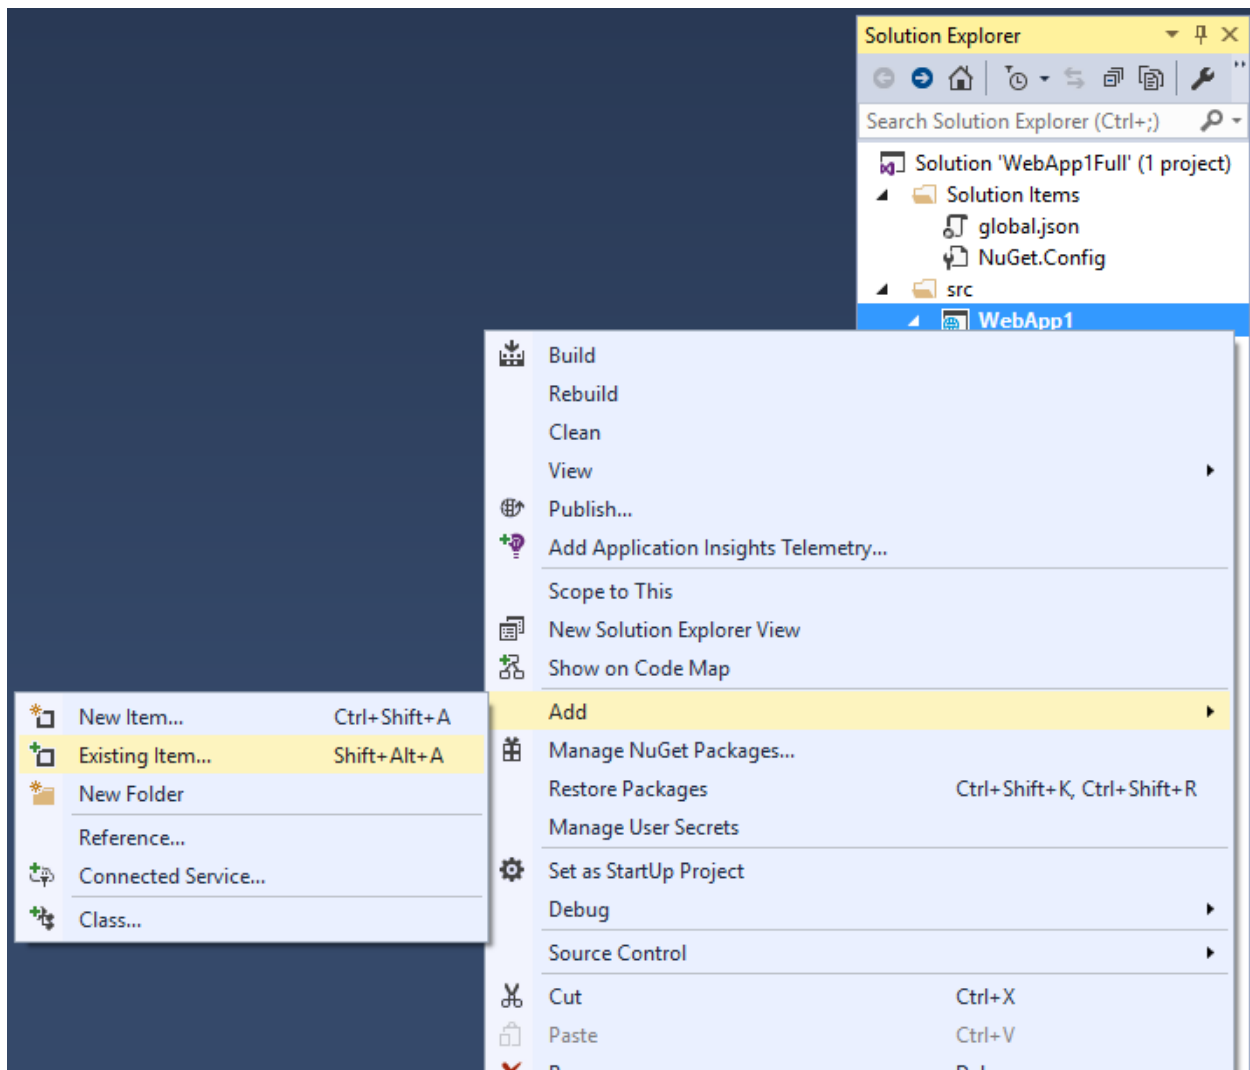 Solution Explorer
Search Solution Explorer (Ctrl+;)
Solution 'WebApp1Full' (1 project)
Solution Items
global.json
NuGet.Config
src
WebApp1
Build
Rebuild
Clean
View
Publish...
Add Application Insights Telemetry...
Scope to This
New Solution Explorer View
Show on Code Map
Add
Manage NuGet Packages...
Restore Packages Ctrl+Shift+K, Ctrl+Shift+R
Manage User Secrets
Set as StartUp Project
Debug
Source Control
Cut Ctrl+X
Paste Ctrl+V
New Item... Ctrl+Shift+A
Existing Item... Shift+Alt+A
New Folder
Reference...
Connected Service...
Class...